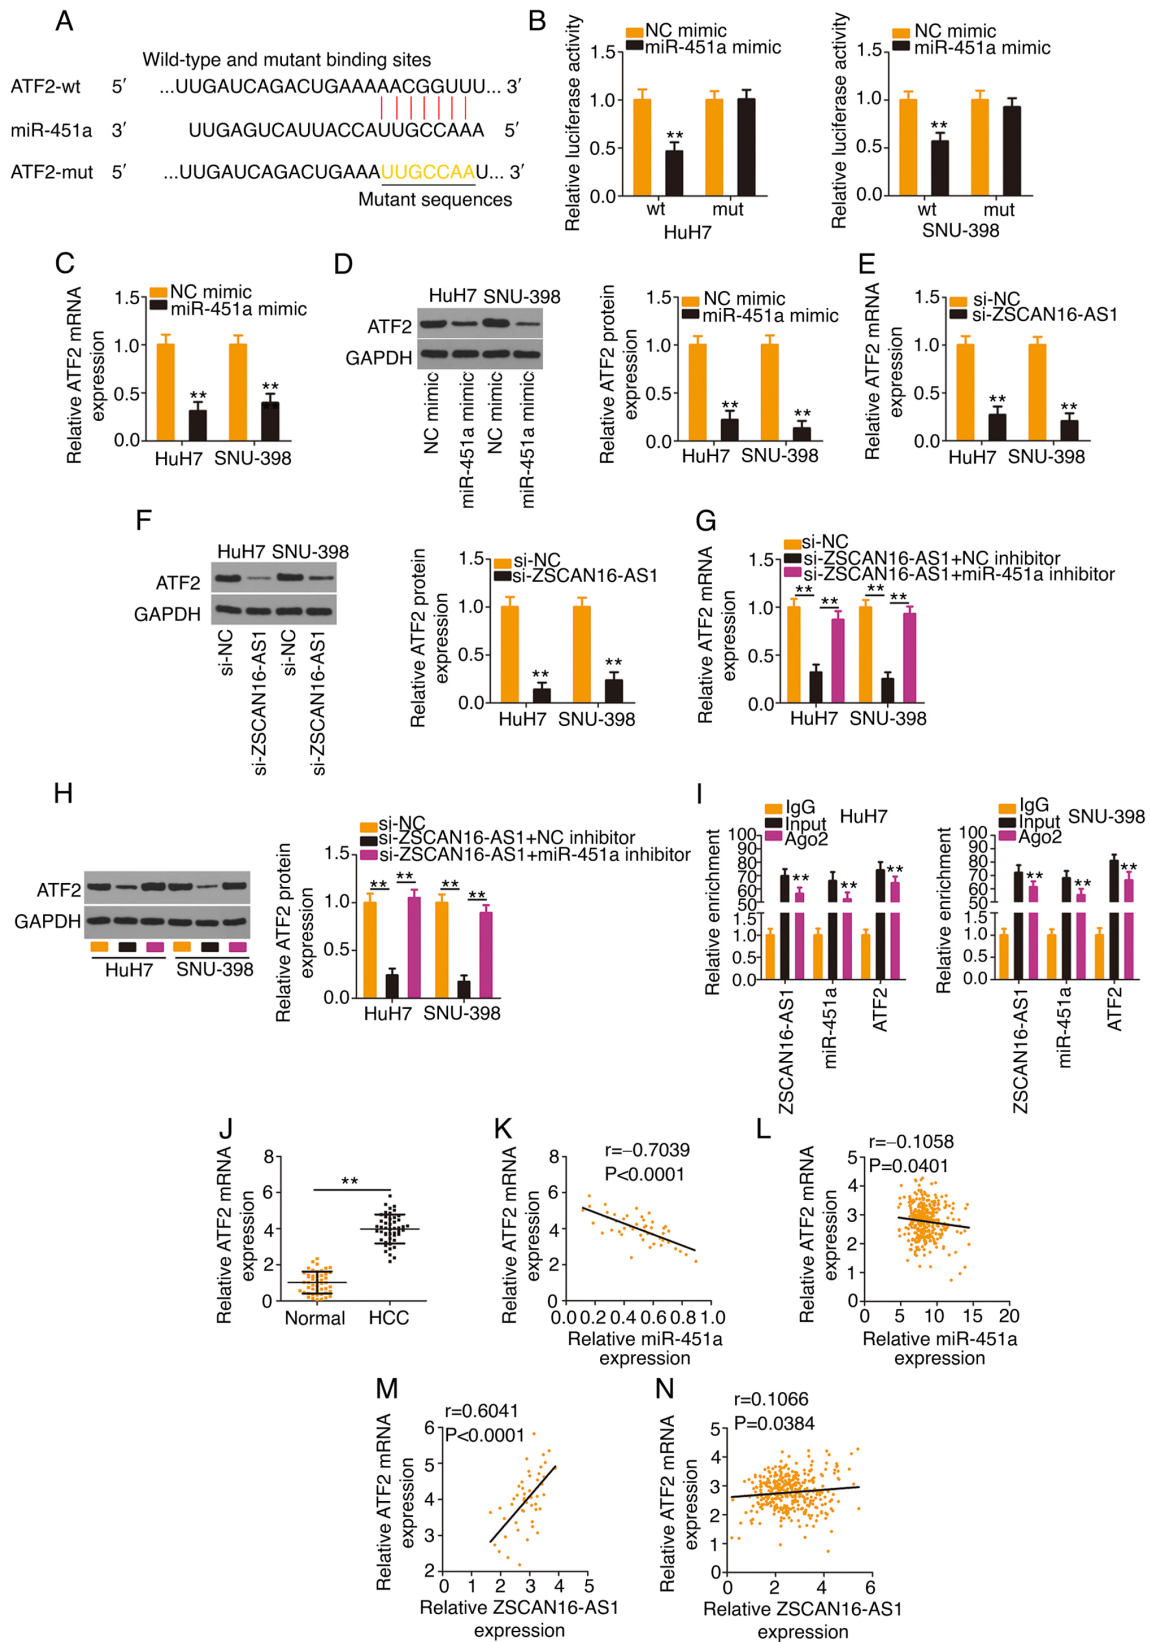 A
Wild-type and mutant binding sites
ATF2-wt 5′ ...UUGAUCAGACUGAAAAACGGUUU... 3′
miR-451a 3′ UUGAGUCAUUACCAUUGCCAAA 5′
ATF2-mut 5′ ...UUGAUCAGACUGAAAUUGCCAAU... 3′
Mutant sequences
B
NC mimic
miR-451a mimic
Relative luciferase activity
1.5
1.0
0.5
0.0
**
wt mut
HuH7
NC mimic
miR-451a mimic
Relative luciferase activity
1.5
1.0
0.5
0.0
**
wt mut
SNU-398
C
NC mimic
miR-451a mimic
Relative ATF2 mRNA
expression
1.5
1.0
0.5
0.0
** **
HuH7 SNU-398
D
HuH7 SNU-398
ATF2
GAPDH
NC mimic
miR-451a mimic
NC mimic
miR-451a mimic
NC mimic
miR-451a mimic
Relative ATF2 protein
expression
1.5
1.0
0.5
0.0
** **
HuH7 SNU-398
E
si-NC
si-ZSCAN16-AS1
Relative ATF2 mRNA
expression
1.5
1.0
0.5
0.0
** **
HuH7 SNU-398
F
HuH7 SNU-398
ATF2
GAPDH
si-NC
si-ZSCAN16-AS1
si-NC
si-ZSCAN16-AS1
si-NC
si-ZSCAN16-AS1
Relative ATF2 protein
expression
1.5
1.0
0.5
0.0
** **
HuH7 SNU-398
G
si-NC
si-ZSCAN16-AS1+NC inhibitor
si-ZSCAN16-AS1+miR-451a inhibitor
Relative ATF2 mRNA
expression
1.5
1.0
0.5
0.0
** ** ** **
HuH7 SNU-398
H
ATF2
GAPDH
HuH7 SNU-398
si-NC
si-ZSCAN16-AS1+NC inhibitor
si-ZSCAN16-AS1+miR-451a inhibitor
Relative ATF2 protein
expression
1.5
1.0
0.5
0.0
** ** ** **
HuH7 SNU-398
I
IgG
Input
Ago2
HuH7
Relative enrichment
100
90
80
70
60
50
1.5
1.0
0.5
0.0
** ** **
ZSCAN16-AS1
miR-451a
ATF2
IgG
Input
Ago2
SNU-398
Relative enrichment
100
90
80
70
60
50
1.5
1.0
0.5
0.0
** ** **
ZSCAN16-AS1
miR-451a
ATF2
J
Relative ATF2 mRNA
expression
8
6
4
2
0
**
Normal HCC
K
r=−0.7039
P<0.0001
Relative ATF2 mRNA
expression
8
6
4
2
0
0.0 0.2 0.4 0.6 0.8 1.0
Relative miR-451a
expression
L
r=−0.1058
P=0.0401
Relative ATF2 mRNA
expression
5
4
3
2
1
0
0 5 10 15 20
Relative miR-451a
expression
M
r=0.6041
P<0.0001
Relative ATF2 mRNA
expression
6
5
4
3
2
0 1 2 3 4 5
Relative ZSCAN16-AS1
expression
N
r=0.1066
P=0.0384
Relative ATF2 mRNA
expression
5
4
3
2
1
0
0 2 4 6
Relative ZSCAN16-AS1
expression